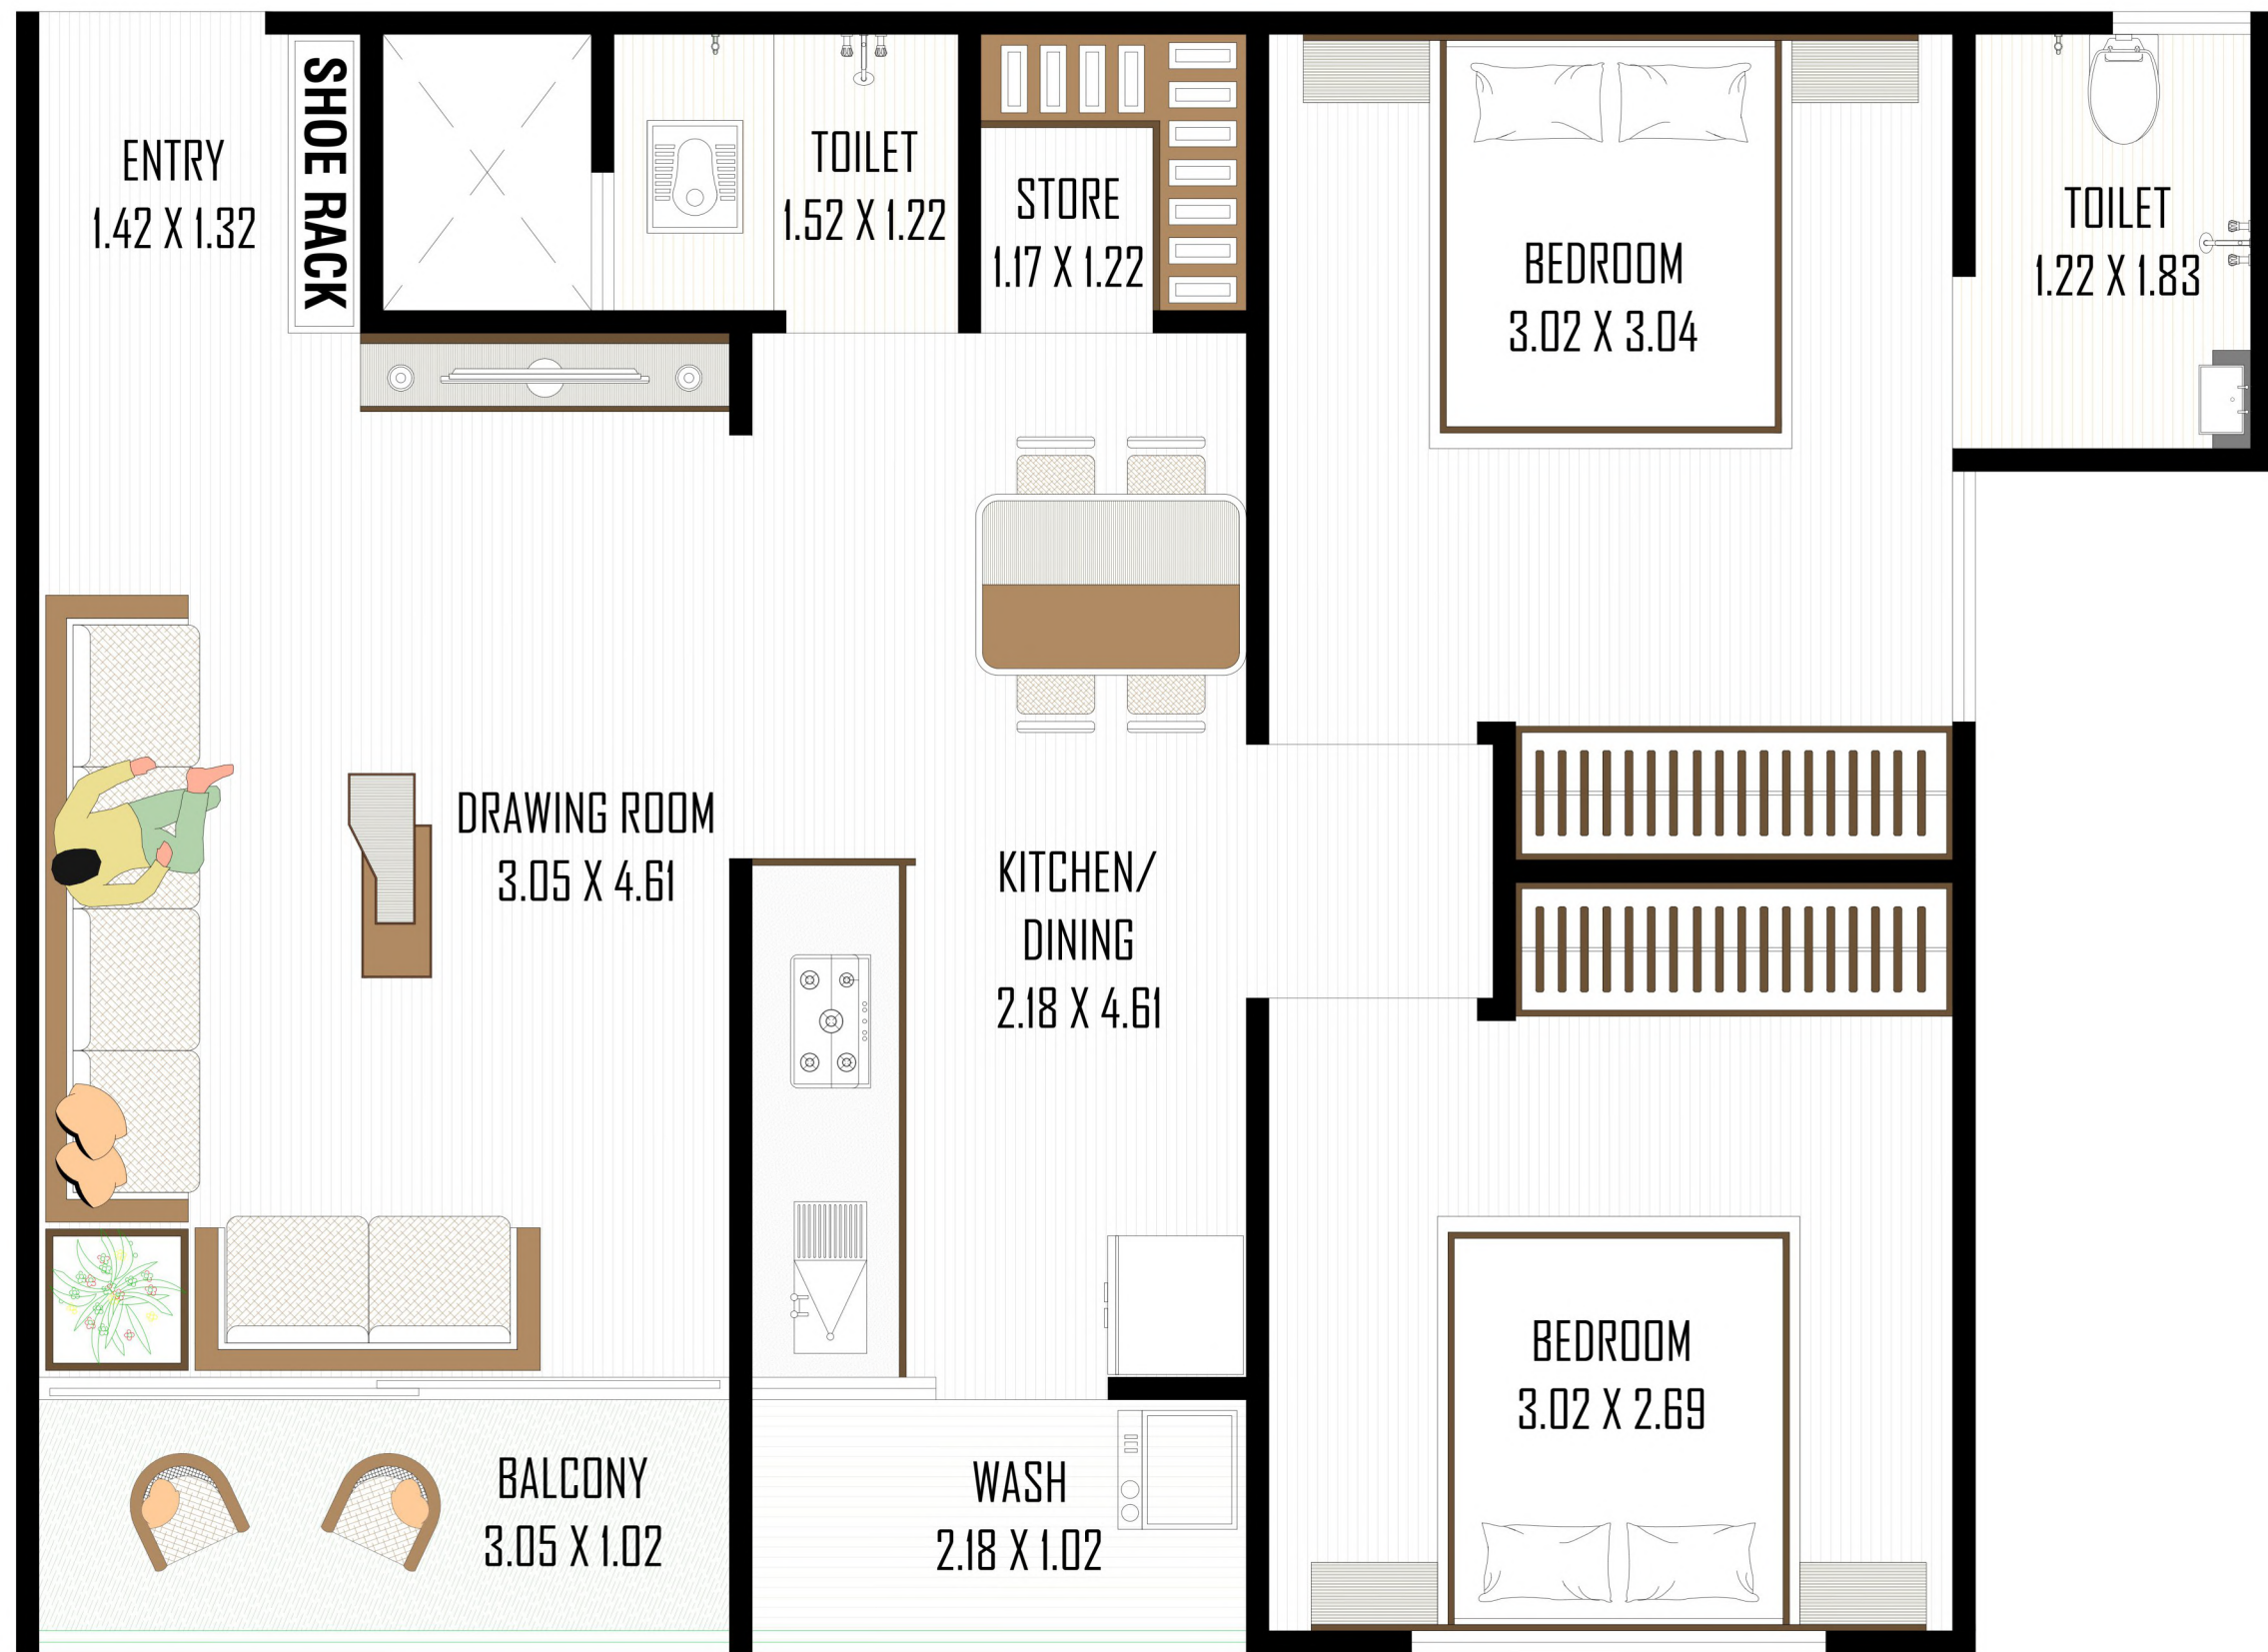 ENTRY
1.42 X 1.32
SHOE RACK
TOILET
1.52 X 1.22
STORE
1.17 X 1.22
BEDROOM
3.02 X 3.04
TOILET
1.22 X 1.83
DRAWING ROOM
3.05 X 4.61
KITCHEN/
DINING
2.18 X 4.61
BEDROOM
3.02 X 2.69
BALCONY
3.05 X 1.02
WASH
2.18 X 1.02